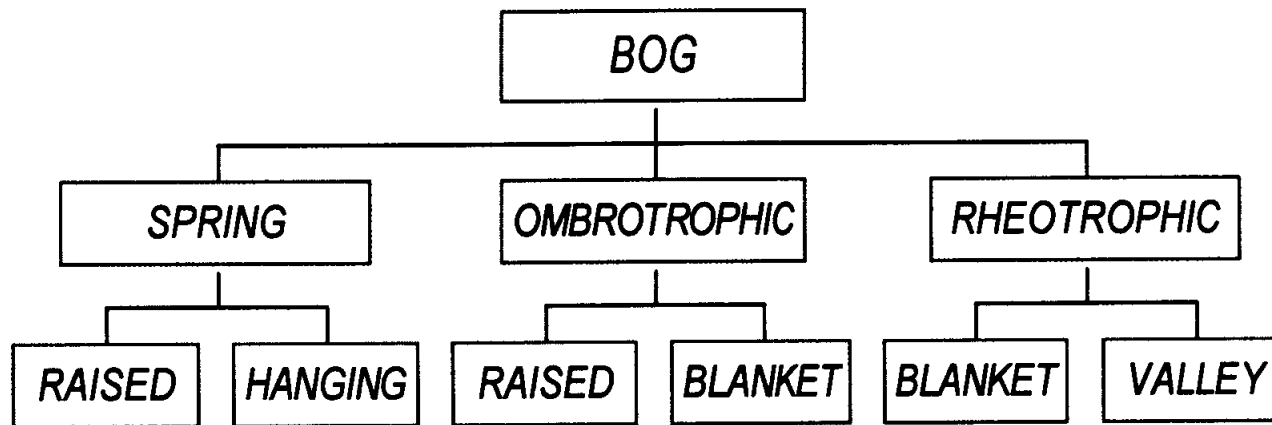 BOG
SPRING OMBROTROPHIC RHEOTROPHIC
RAISED HANGING RAISED BLANKET BLANKET VALLEY